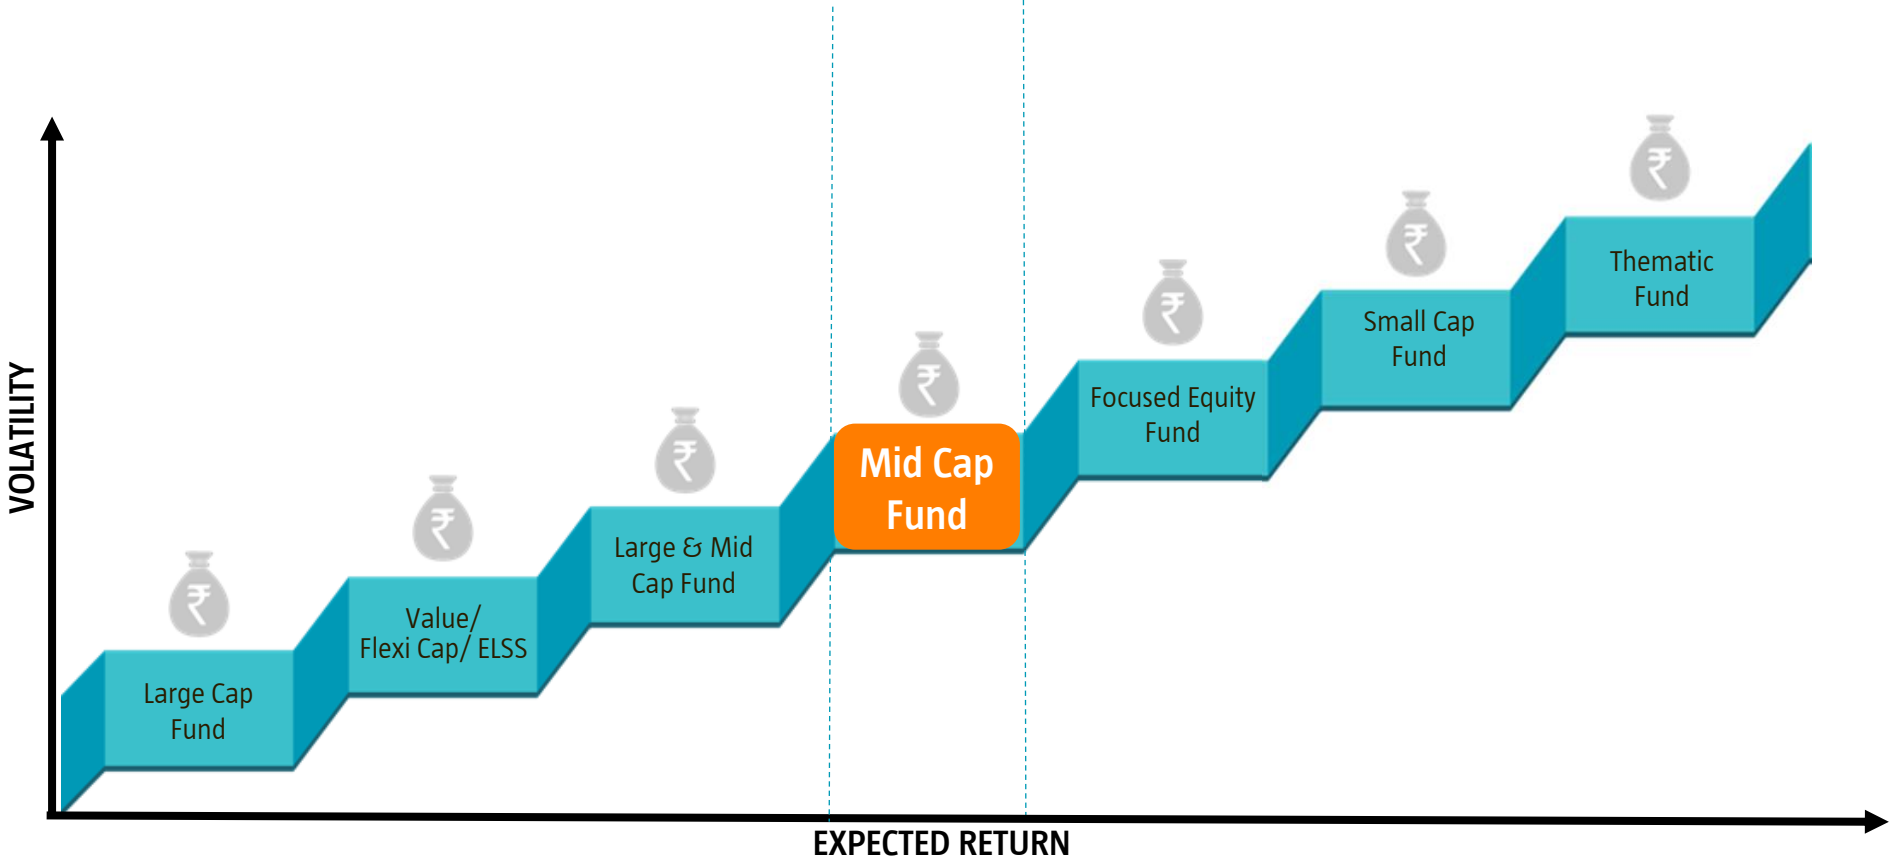 VOLATILITY
Large Cap
Fund
Value/
Flexi Cap/ ELSS
Large & Mid
Cap Fund
Mid Cap
Fund
Focused Equity
Fund
Small Cap
Fund
Thematic
Fund
₹
₹
₹
₹
₹
₹
₹
EXPECTED RETURN